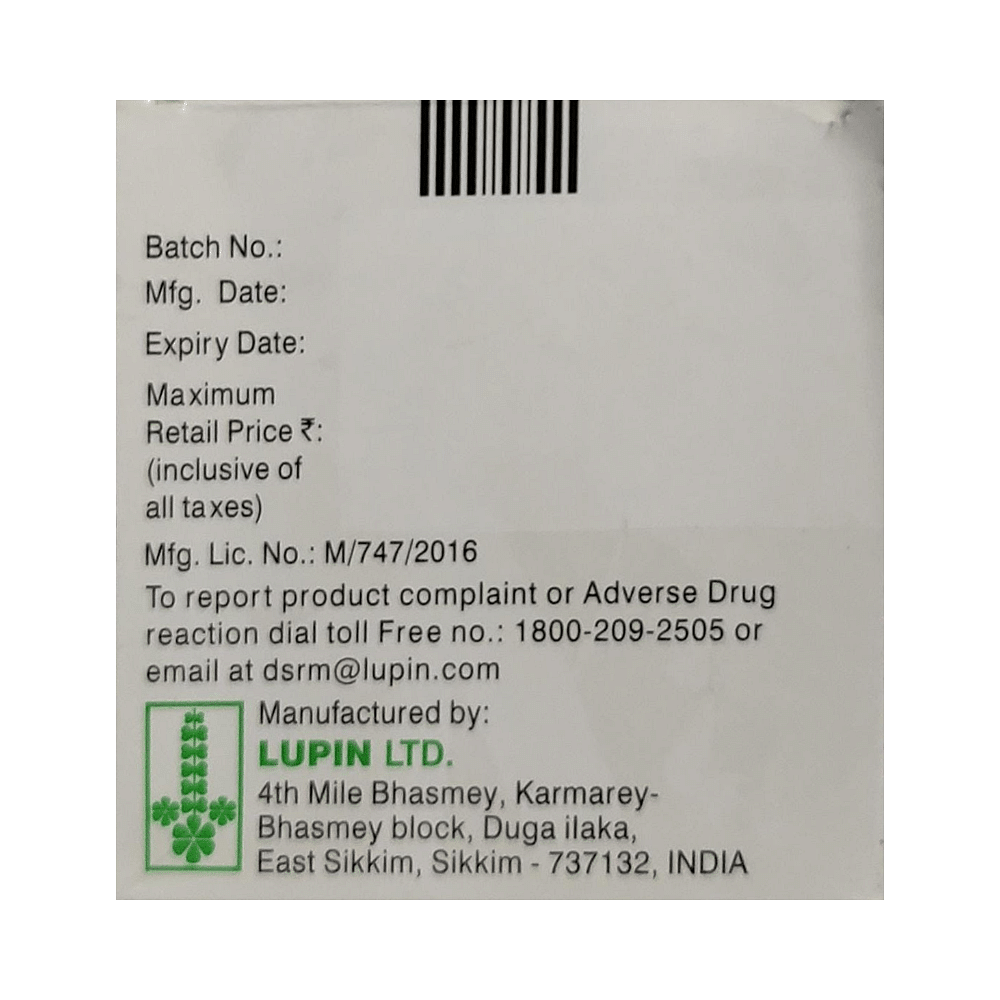 Batch No.:
Mfg. Date:
Expiry Date:
Maximum
Retail Price ₹:
(inclusive of
all taxes)
Mfg. Lic. No.: M/747/2016
To report product complaint or Adverse Drug
reaction dial toll Free no.: 1800-209-2505 or
email at dsrm@lupin.com
Manufactured by:
LUPIN LTD.
4th Mile Bhasmey, Karmarey-
Bhasmey block, Duga ilaka,
East Sikkim, Sikkim - 737132, INDIA